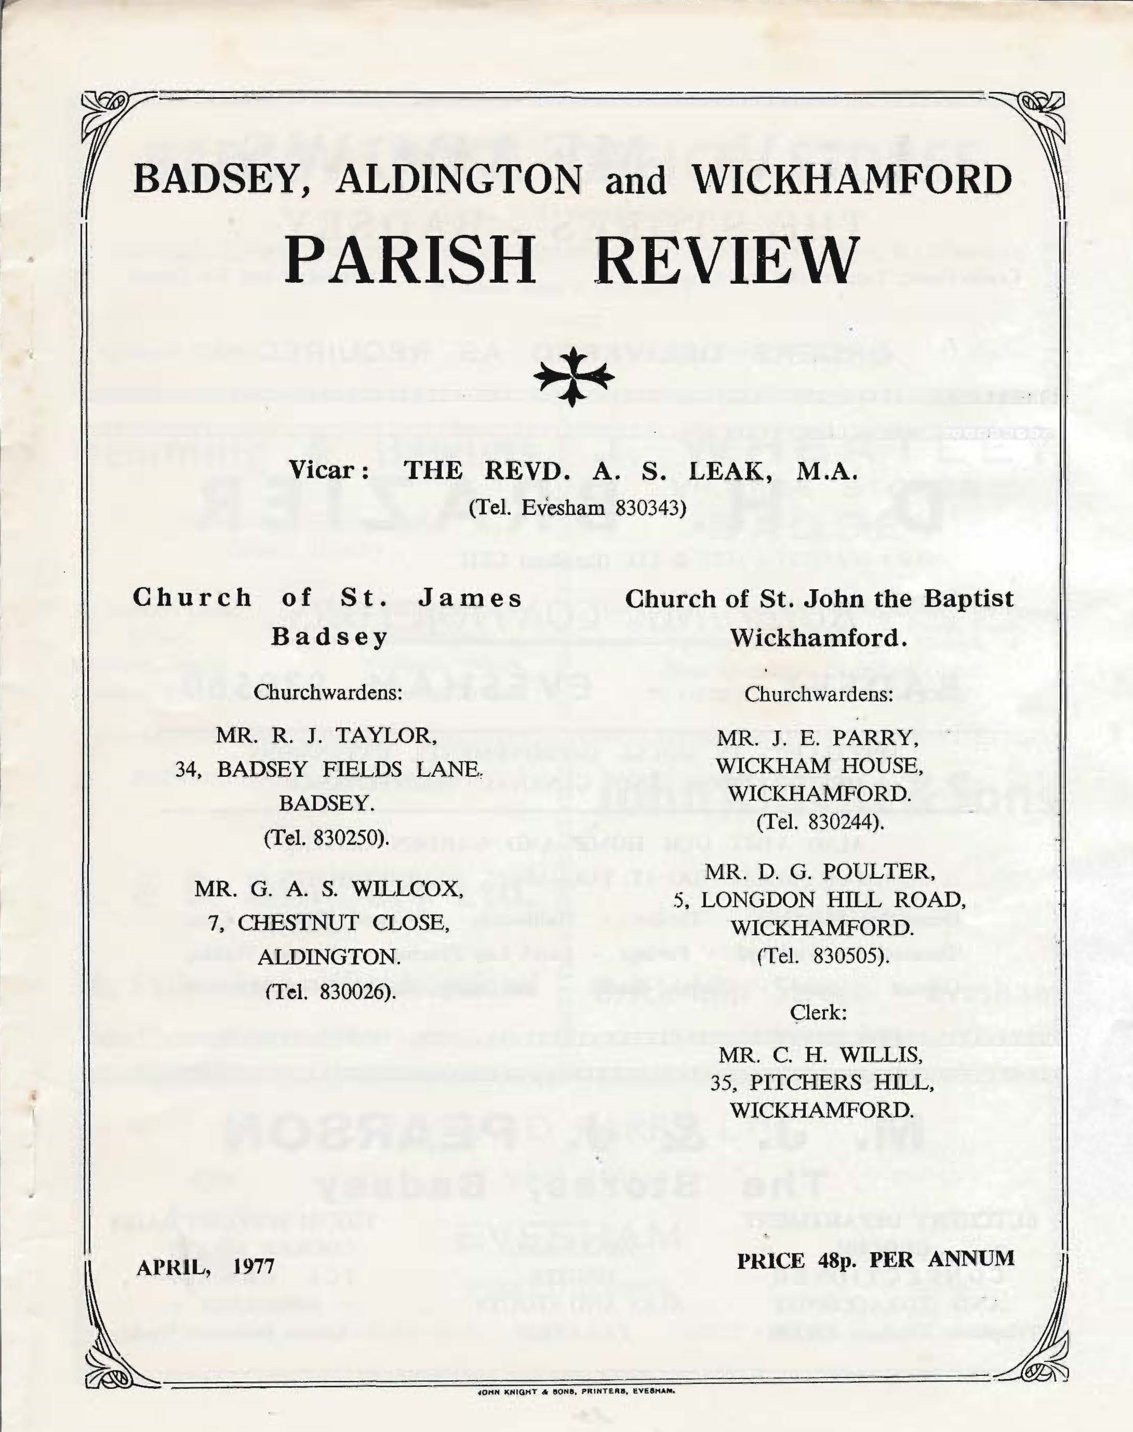 BADSEY, ALDINGTON and WICKHAMFORD
PARISH REVIEW
Vicar: THE REVD. A. S. LEAK, M.A.
(Tel. Evesham 830343)
Church of St. James
Badsey
Churchwardens:
MR. R. J. TAYLOR,
34, BADSEY FIELDS LANE.
BADSEY.
(Tel. 830250).
MR. G. A. S. WILLCOX,
7, CHESTNUT CLOSE,
ALDINGTON.
(Tel. 830026).
Church of St. John the Baptist
Wickhamford.
Churchwardens:
MR. J. E. PARRY,
WICKHAM HOUSE,
WICKHAMFORD.
(Tel. 830244).
MR. D. G. POULTER,
5, LONGDON HILL ROAD,
WICKHAMFORD.
(Tel. 830505).
Clerk:
MR. C. H. WILLIS,
35, PITCHERS HILL,
WICKHAMFORD.
APRIL, 1977
PRICE 48p. PER ANNUM
JOHN KNIGHT & SONS, PRINTERS, EVESHAM.